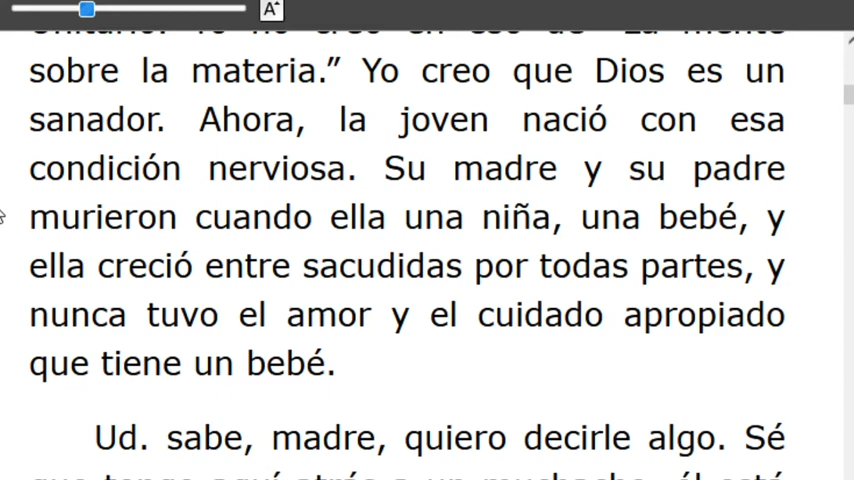 A
sobre la materia.” Yo creo que Dios es un
sanador. Ahora, la joven nació con esa
condición nerviosa. Su madre y su padre
murieron cuando ella una niña, una bebé, y
ella creció entre sacudidas por todas partes, y
nunca tuvo el amor y el cuidado apropiado
que tiene un bebé.
Ud. sabe, madre, quiero decirle algo. Sé